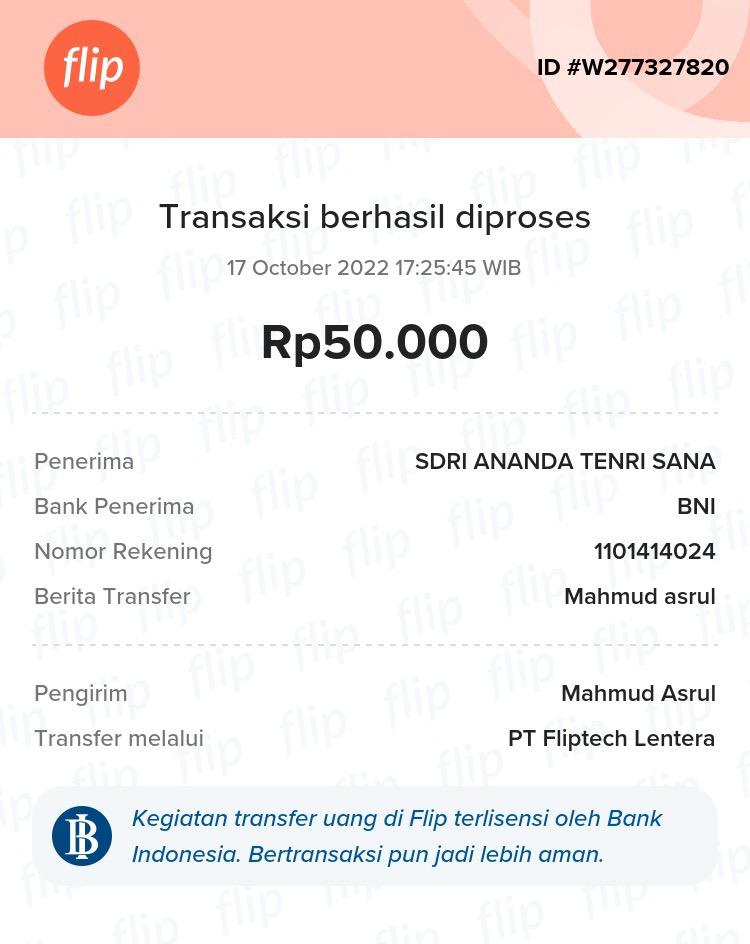 flip
ID #W277327820
Transaksi berhasil diproses
17 October 2022 17:25:45 WIB
Rp50.000
Penerima SDRI ANANDA TENRI SANA
Bank Penerima BNI
Nomor Rekening 1101414024
Berita Transfer Mahmud asrul
Pengirim Mahmud Asrul
Transfer melalui PT Fliptech Lentera
Kegiatan transfer uang di Flip terlisensi oleh Bank
Indonesia. Bertransaksi pun jadi lebih aman.